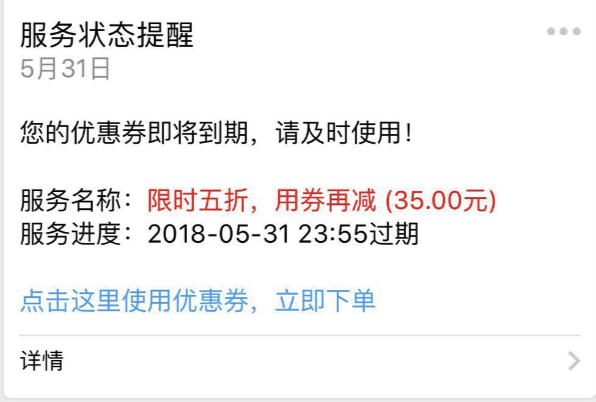 服务状态提醒
5月31日
您的优惠券即将到期，请及时使用！
服务名称：限时五折，用券再减 (35.00元)
服务进度：2018-05-31 23:55过期
点击这里使用优惠券，立即下单
详情